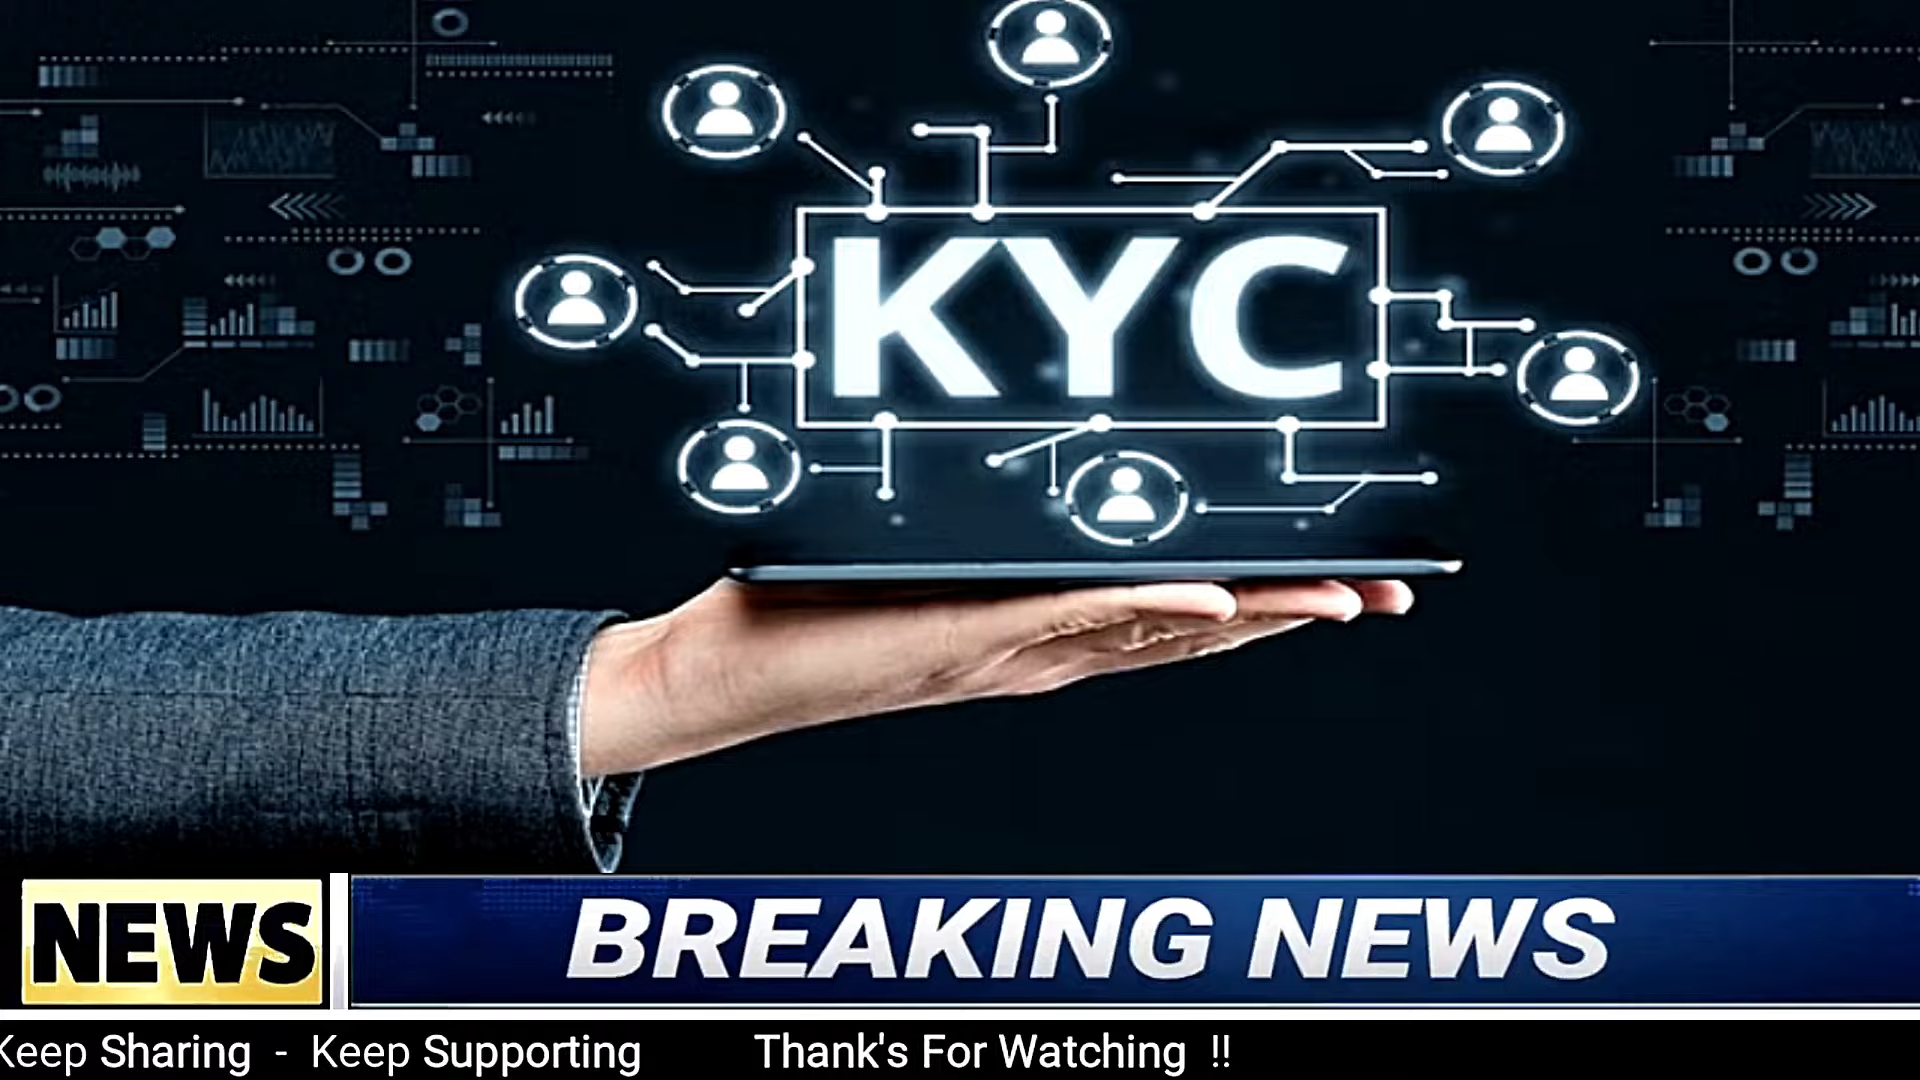 KYC
NEWS
BREAKING NEWS
Keep Sharing - Keep Supporting Thank's For Watching !!